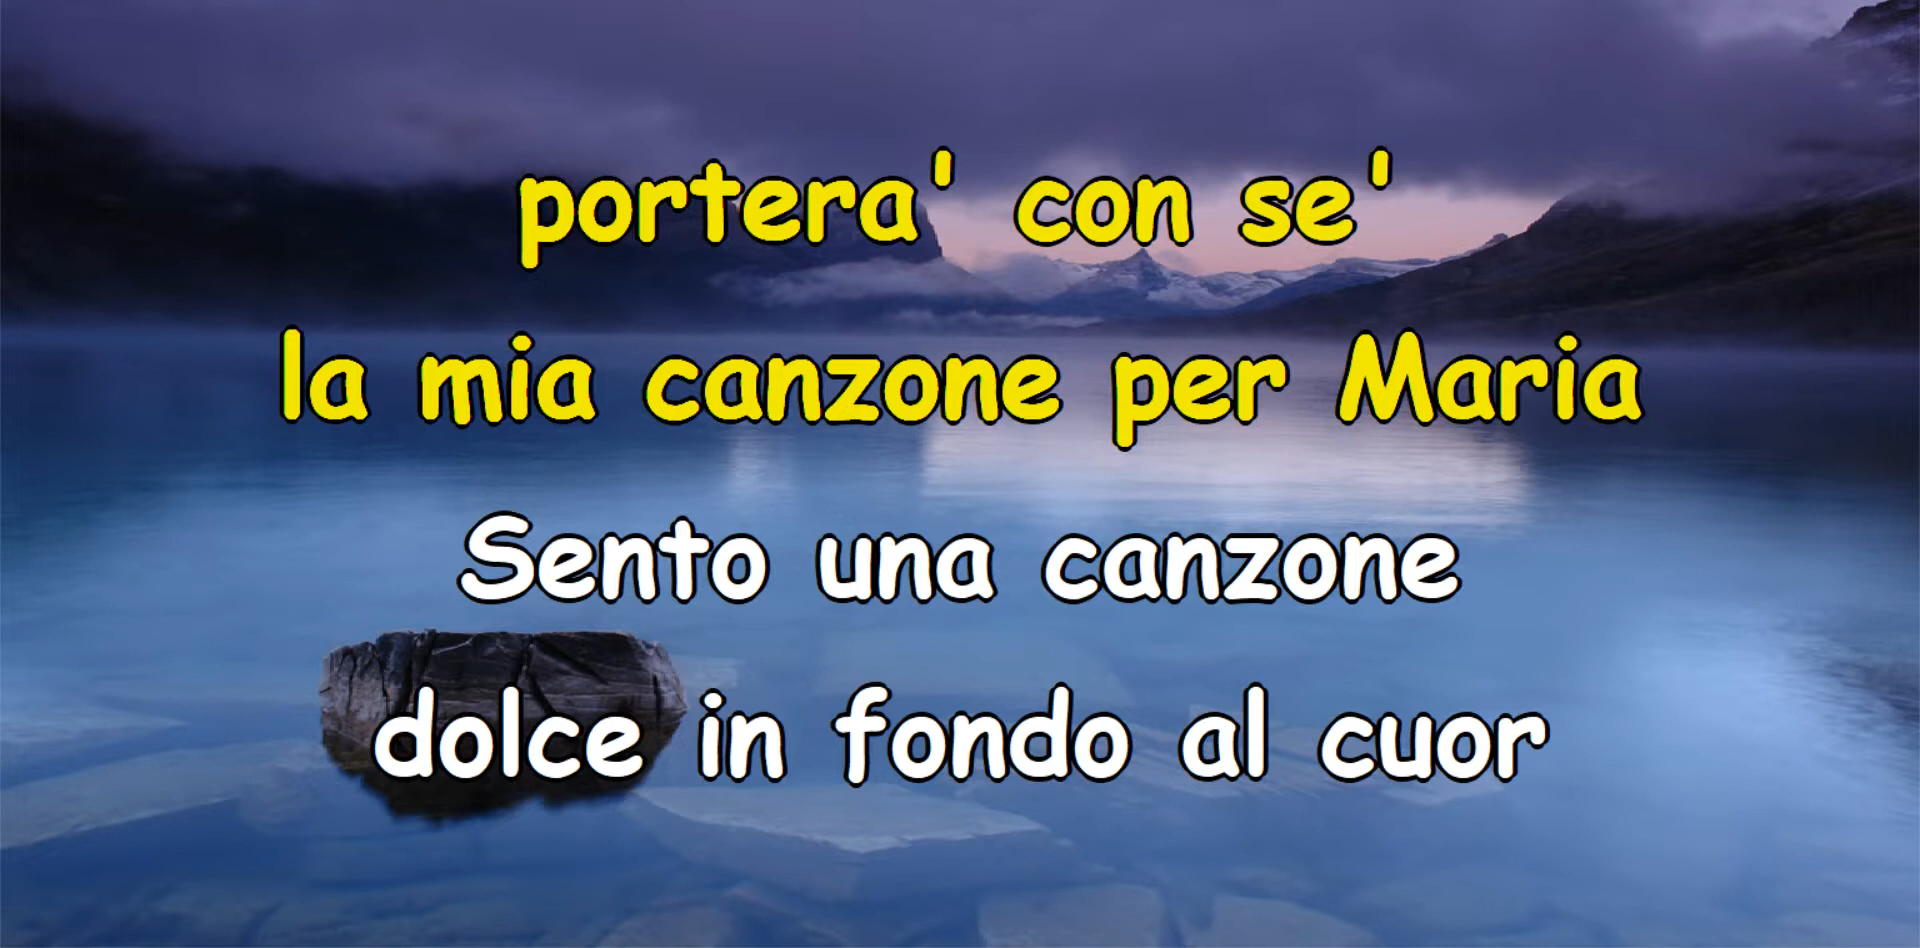 portera' con se'
la mia canzone per Maria
Sento una canzone
dolce in fondo al cuor